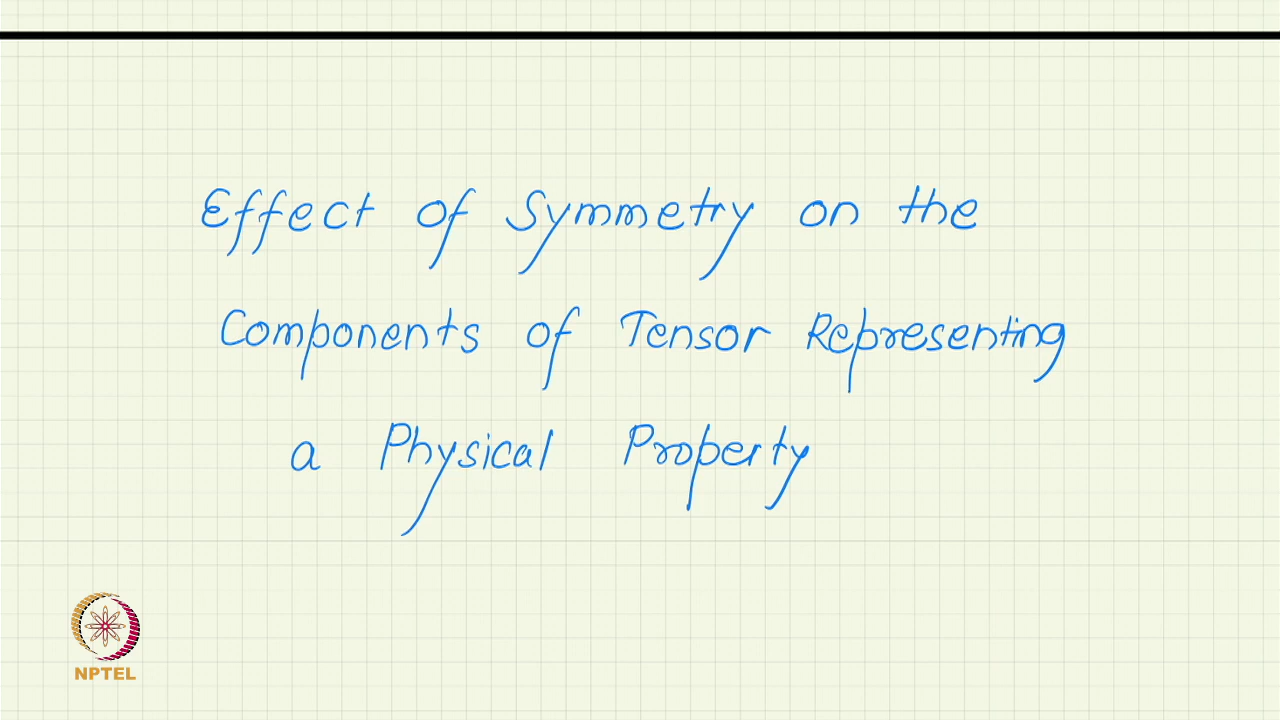 Effect of Symmetry on the
Components of Tensor Representing
a Physical Property
NPTEL